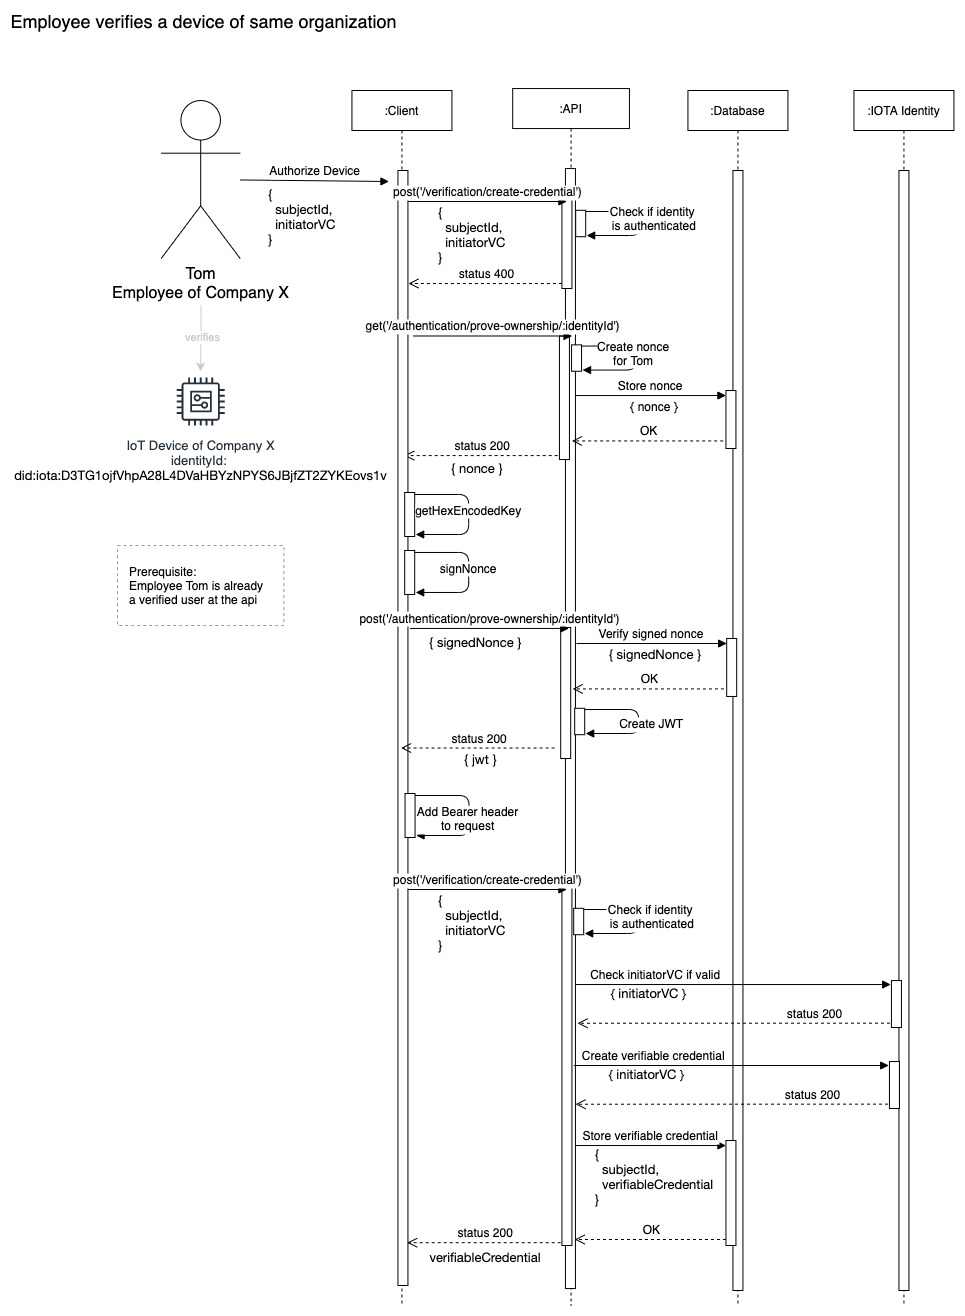 Employee verifies a device of same organization
:Client
:API
:Database
:IOTA Identity
Authorize Device
{
subjectId,
initiatorVC
}
Tom
Employee of Company X
verifies
IoT Device of Company X
identityId:
did:iota:D3TG1ojfVhpA28L4DVaHBYzNPYS6JBjfZT2ZYKEovs1v
Prerequisite:
Employee Tom is already
a verified user at the api
post('/verification/create-credential')
{
subjectId,
initiatorVC
}
Check if identity
is authenticated
status 400
get('/authentication/prove-ownership/:identityId')
Create nonce
for Tom
Store nonce
{ nonce }
OK
status 200
{ nonce }
getHexEncodedKey
signNonce
post('/authentication/prove-ownership/:identityId')
{ signedNonce }
Verify signed nonce
{ signedNonce }
OK
Create JWT
status 200
{ jwt }
Add Bearer header
to request
post('/verification/create-credential')
{
subjectId,
initiatorVC
}
Check if identity
is authenticated
Check initiatorVC if valid
{ initiatorVC }
status 200
Create verifiable credential
{ initiatorVC }
status 200
Store verifiable credential
{
subjectId,
verifiableCredential
}
OK
status 200
verifiableCredential